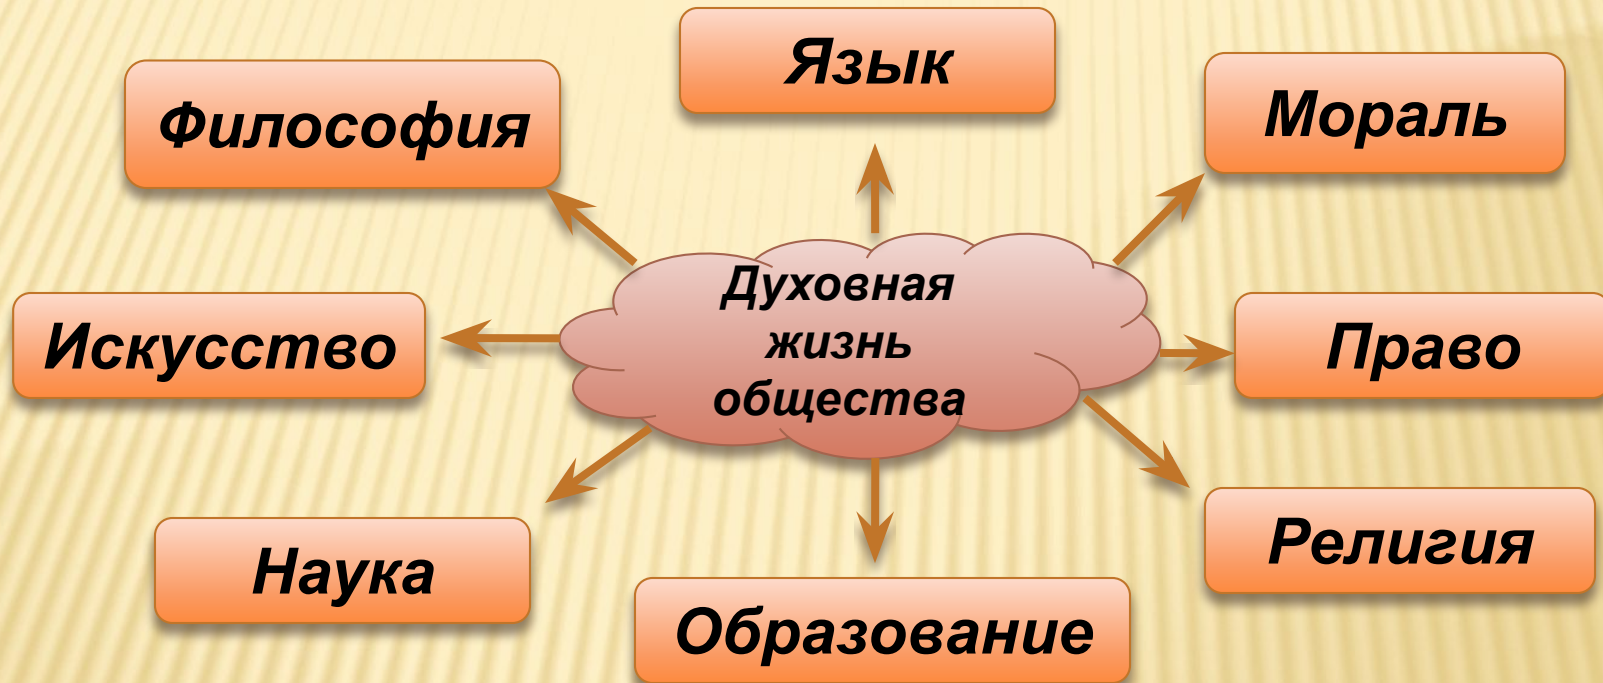 Язык
Философия
Мораль
Духовная
жизнь
общества
Искусство
Право
Наука
Религия
Образование